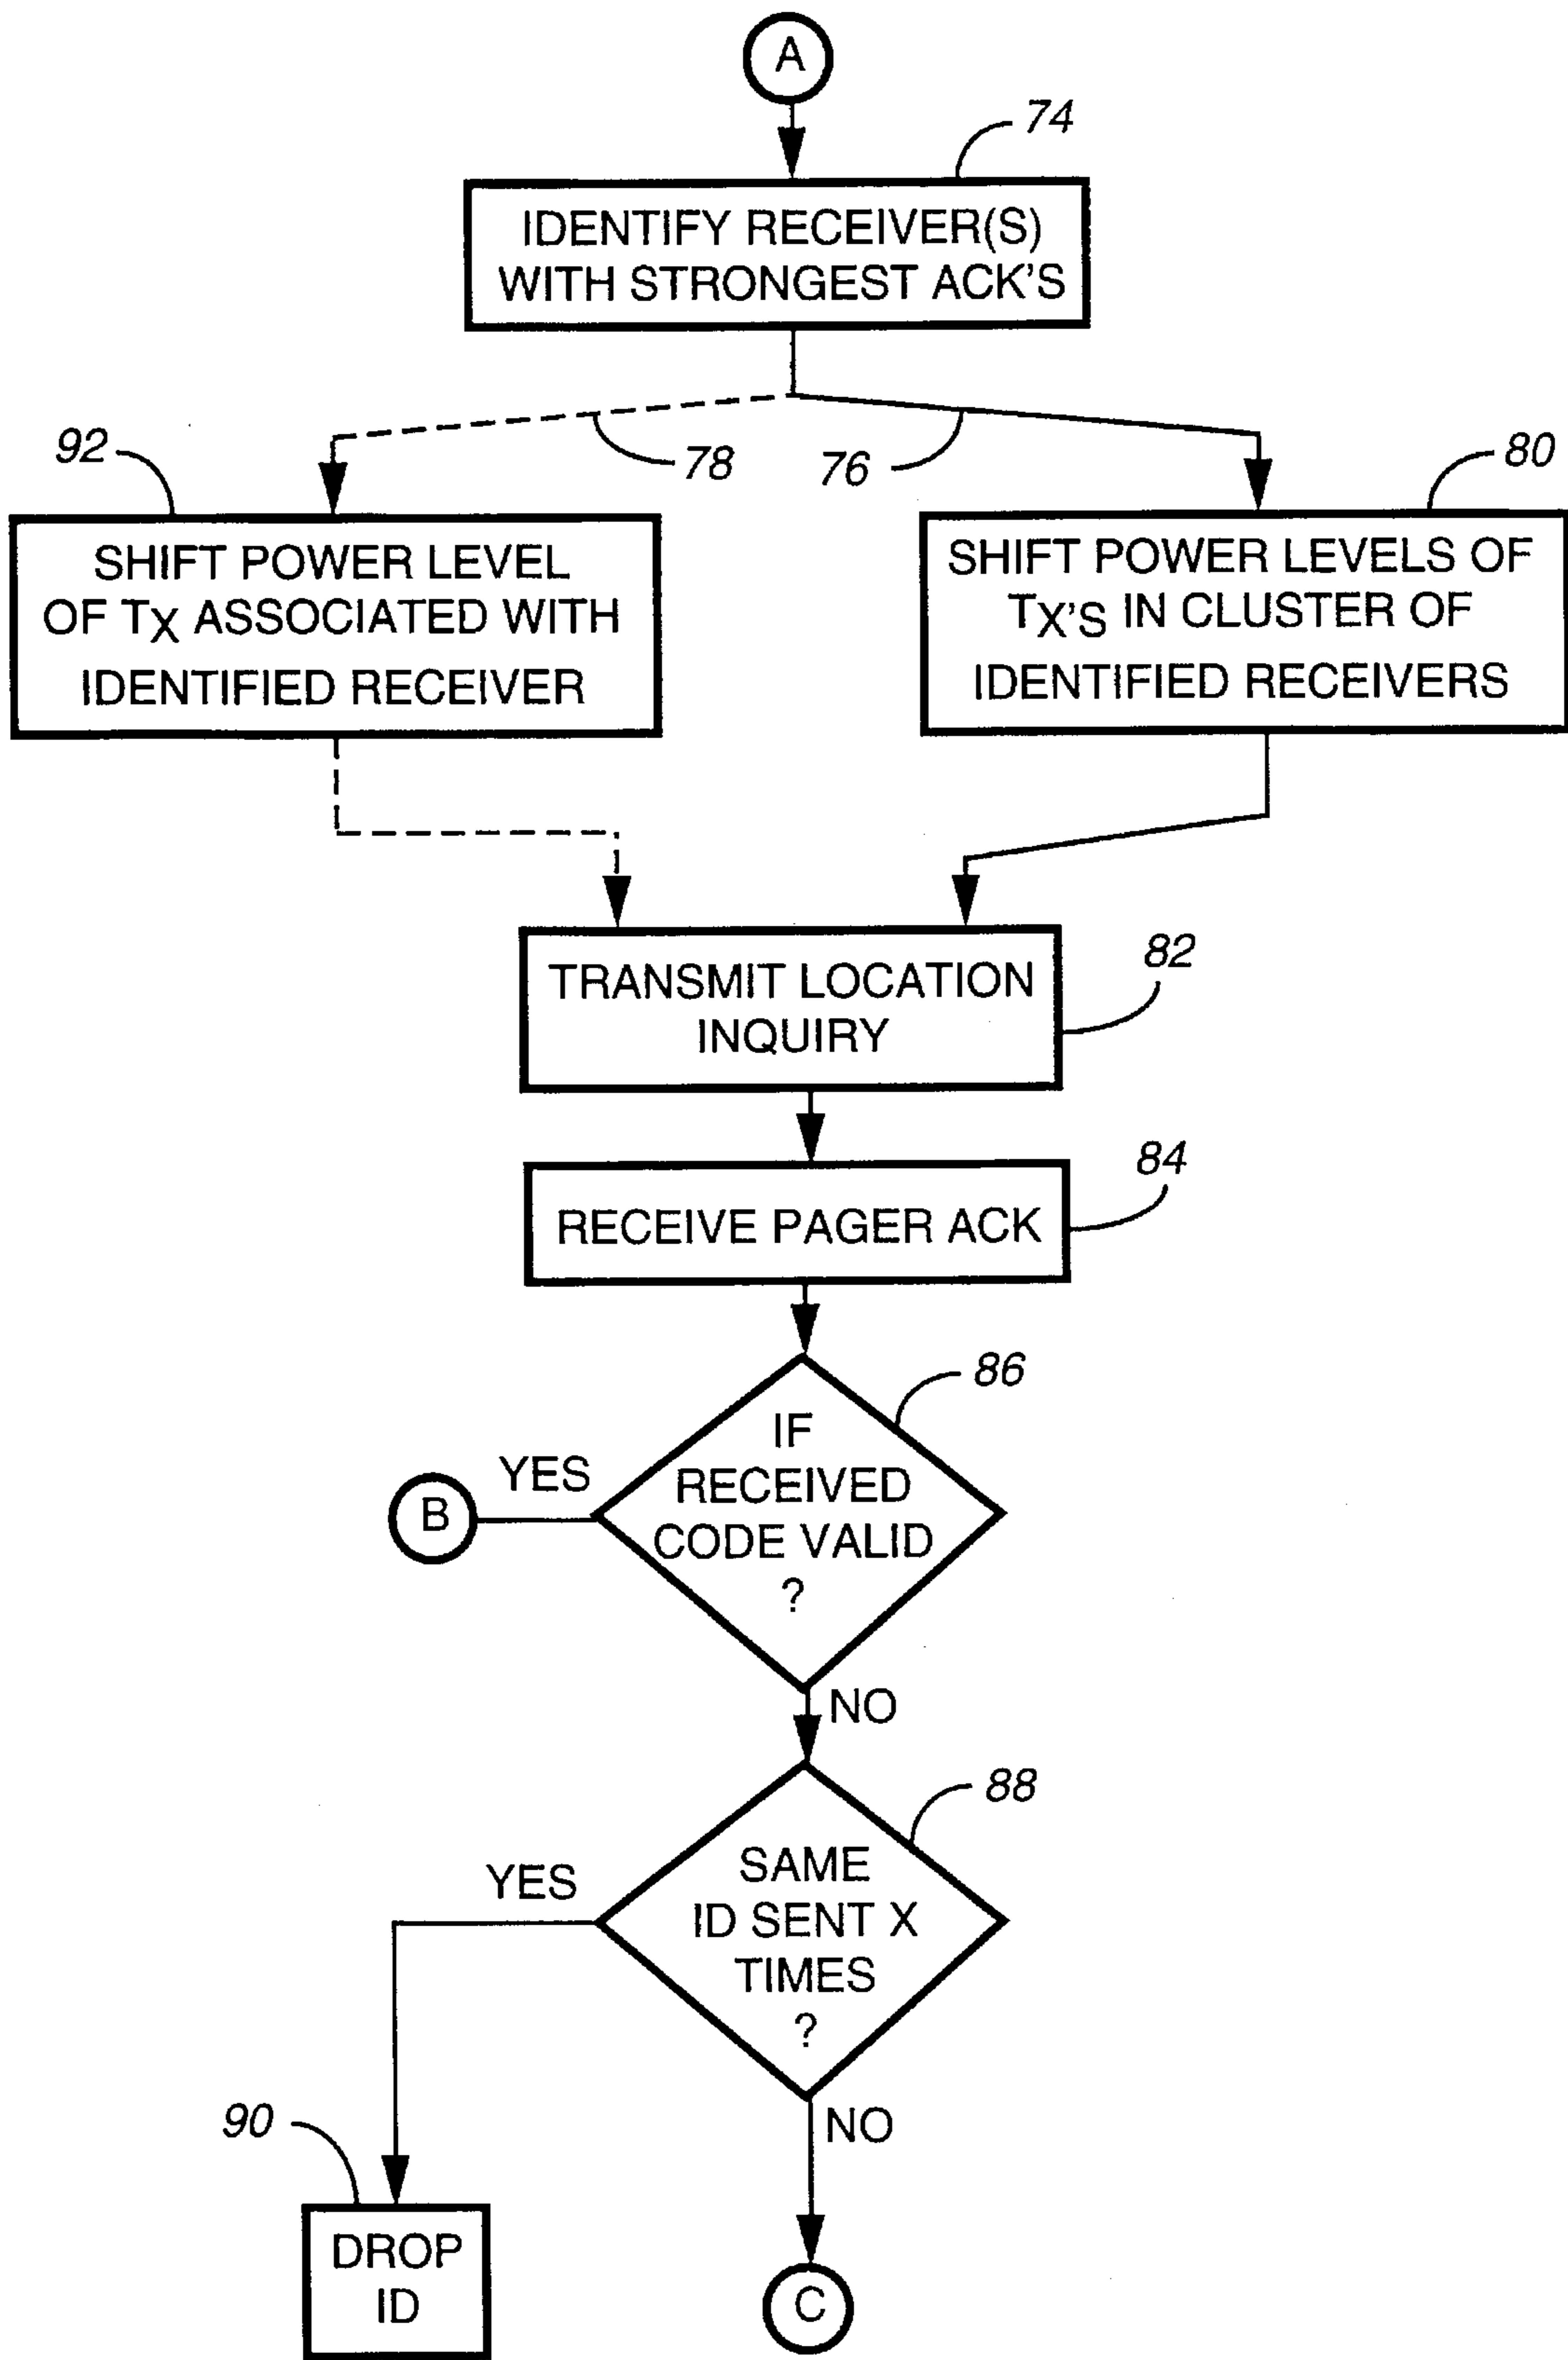 A
74
IDENTIFY RECEIVER(S)
WITH STRONGEST ACK'S
78
76
92
SHIFT POWER LEVEL
OF TX ASSOCIATED WITH
IDENTIFIED RECEIVER
80
SHIFT POWER LEVELS OF
TX'S IN CLUSTER OF
IDENTIFIED RECEIVERS
TRANSMIT LOCATION
INQUIRY
82
RECEIVE PAGER ACK
84
86
IF
RECEIVED
CODE VALID
?
YES
B
NO
88
SAME
ID SENT X
TIMES
?
YES
90
DROP
ID
NO
C